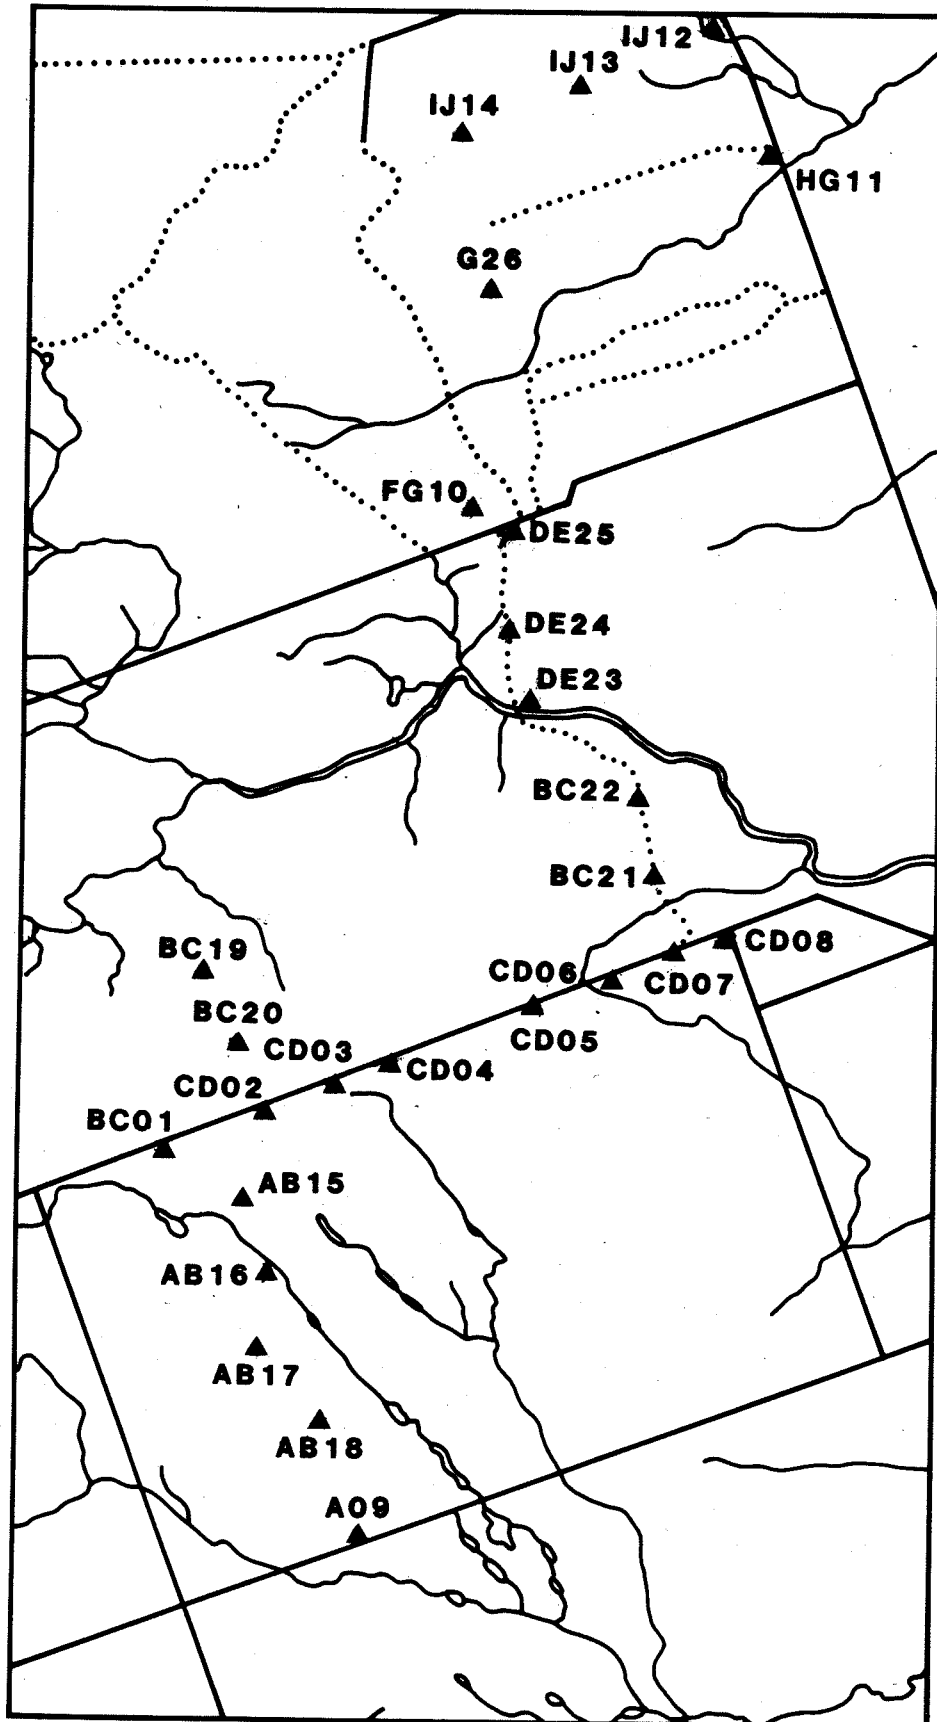 IJ12
IJ13
IJ14
HG11
G26
FG10
DE25
DE24
DE23
BC22
BC21
CD08
BC19
CD06
CD07
BC20
CD05
CD03
CD04
CD02
BC01
AB15
AB16
AB17
AB18
A09